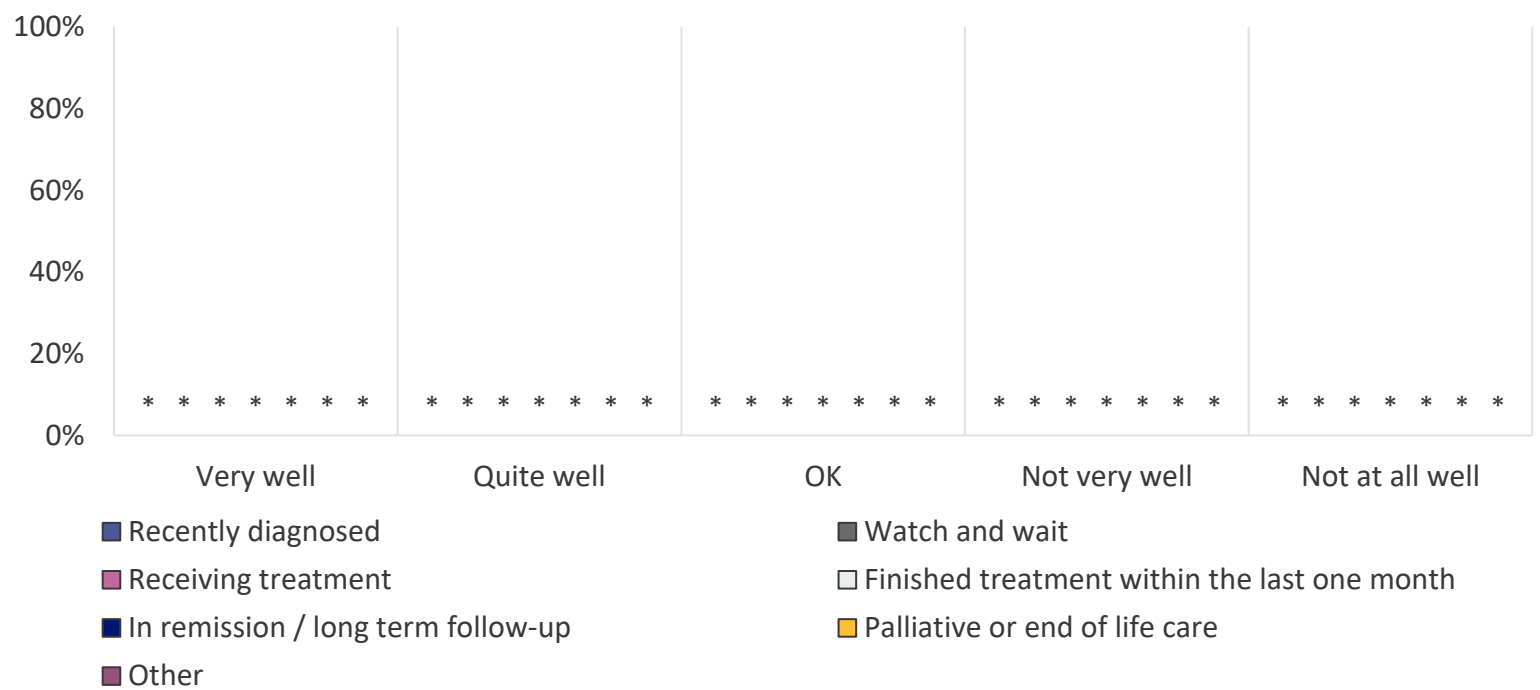 100%
80%
60%
40%
20%
* * * * * * * * * * * * * * * * * * * * * * * * * * * * * * * * * * *
0%
Very well Quite well OK Not very well Not at all well
Recently diagnosed Watch and wait
Receiving treatment Finished treatment within the last one month
In remission / long term follow-up Palliative or end of life care
Other